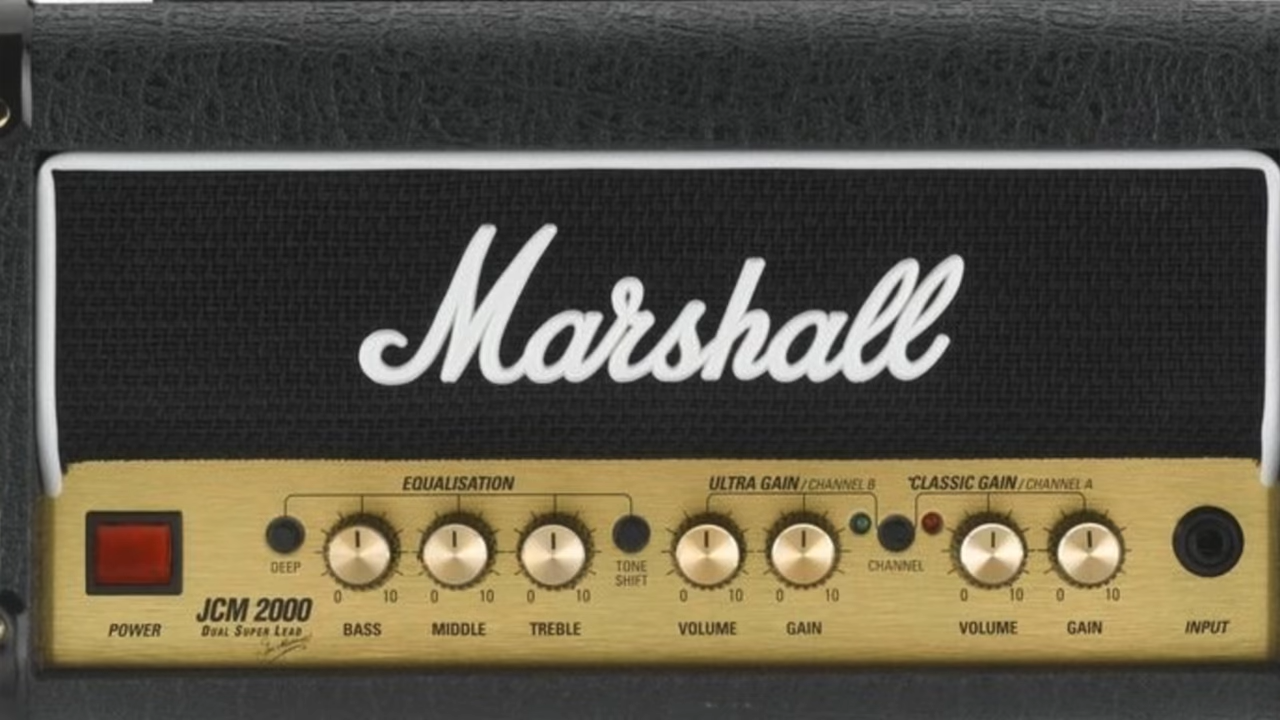 Marshall
EQUALISATION
ULTRA GAIN / CHANNEL B
CLASSIC GAIN / CHANNEL A
DEEP
TONE
SHIFT
CHANNEL
0 10 0 10 0 10 0 10 0 10 0 10 0 10
JCM 2000
DUAL SUPER LEAD
POWER BASS MIDDLE TREBLE VOLUME GAIN VOLUME GAIN INPUT